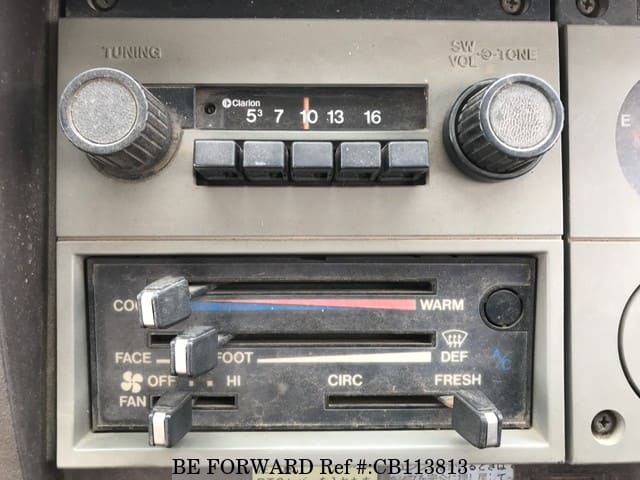 TUNING
SW
VOL TONE
Clarion
5³ 7 10 13 16
E
WARM
FACE FOOT DEF
OFF HI CIRC FRESH
FAN
BE FORWARD Ref #:CB113813